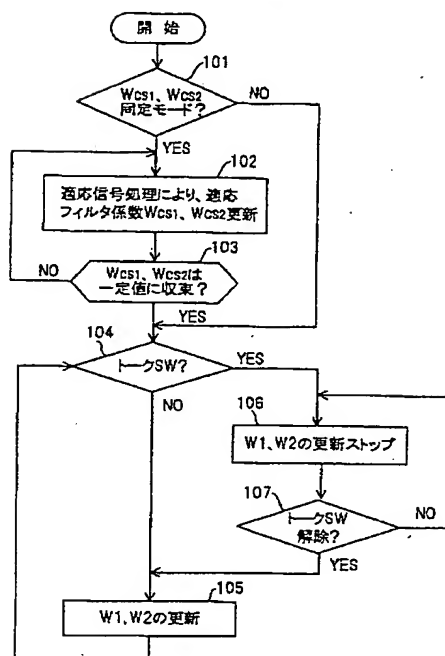 開始
101
Wcs1、Wcs2
同定モード?
NO
YES
102
適応信号処理により、適応
フィルタ係数Wcs1、Wcs2更新
103
NO
Wcs1、Wcs2は
一定値に収束?
YES
104
トークSW?
YES
NO
106
W1、W2の更新ストップ
107
トークSW
解除?
NO
YES
105
W1、W2の更新